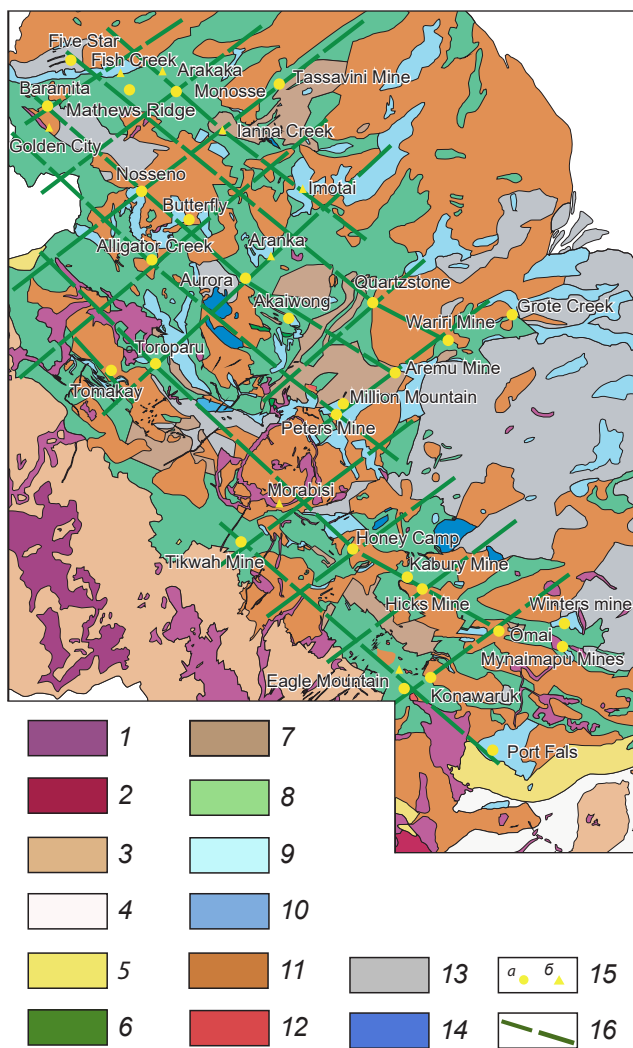 Five Star
Fish Creek
Arakaka
Tassavini Mine
Baramita
Monosse
Mathews Ridge
Ianna Creek
Golden City
Nosseno
Imotai
Butterfly
Aranka
Alligator Creek
Aurora
Quartzstone
Akaiwong
Grote Creek
Wariri Mine
Toroparu
Tomakay
Aremu Mine
Million Mountain
Peters Mine
Morabisi
Honey Camp
Tikwah Mine
Kabury Mine
Hicks Mine
Winters mine
Omai
Mynaimapu Mines
Eagle Mountain
Konawaruk
Port Fals
1
7
2
8
3
9
4
10
5
11
13
а б
15
6
12
14
16